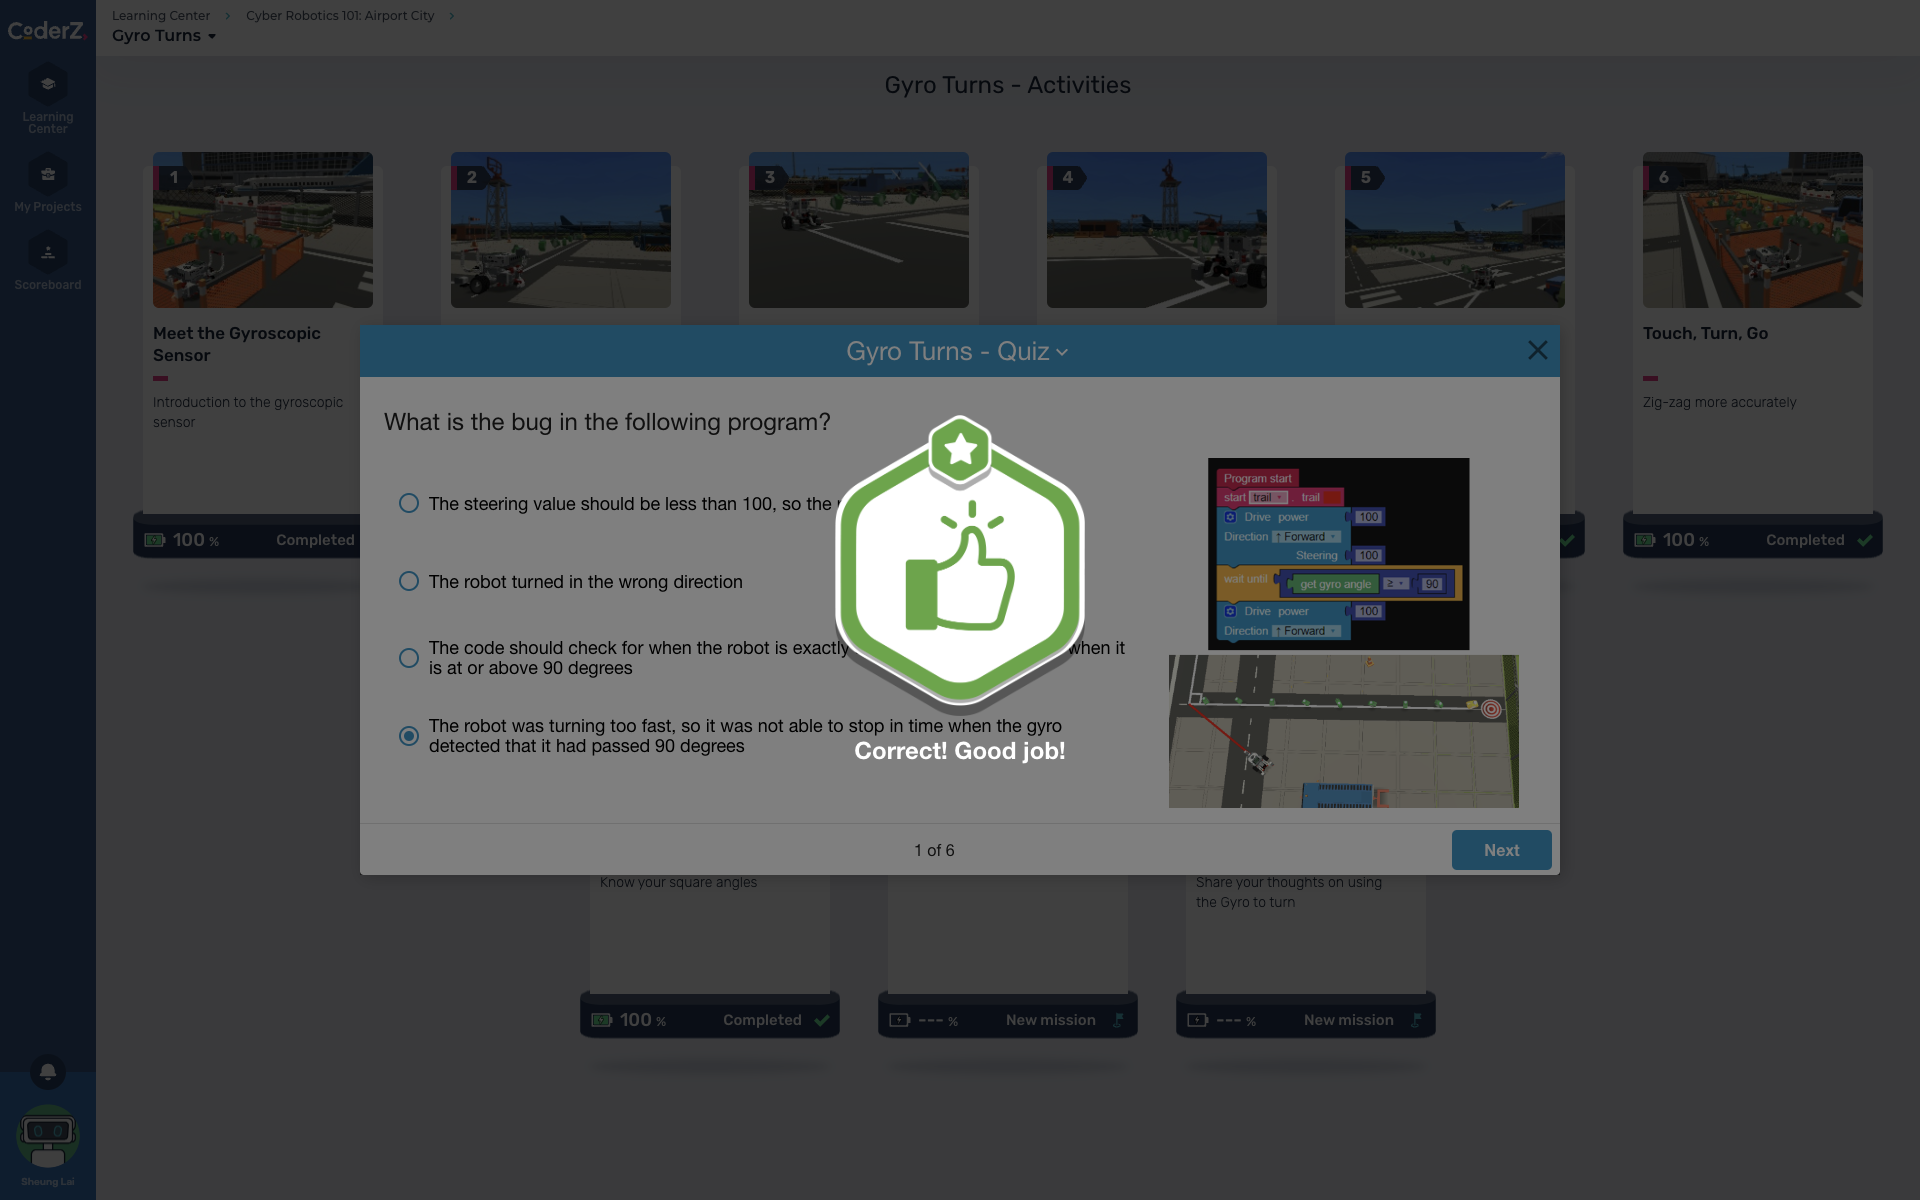 CoderZ
Learning Center
Cyber Robotics 101: Airport City
Gyro Turns
Learning
Center
My Projects
Scoreboard
Gyro Turns - Activities
1
2
3
4
5
6
Meet the Gyroscopic
Sensor
Introduction to the gyroscopic
sensor
100 %
Completed
Touch, Turn, Go
Zig-zag more accurately
100 %
Completed
Gyro Turns - Quiz
What is the bug in the following program?
The steering value should be less than 100, so the
The robot turned in the wrong direction
The code should check for when the robot is exactly
when it
is at or above 90 degrees
The robot was turning too fast, so it was not able to stop in time when the gyro
detected that it had passed 90 degrees
Correct! Good job!
Program start
start trail . trail
Drive power 100
Direction ↑ Forward
Steering 100
wait until get gyro angle ≥ 90
Drive power 100
Direction ↑ Forward
1 of 6
Next
Know your square angles
Share your thoughts on using
the Gyro to turn
100 %
Completed
--- %
New mission
--- %
New mission
Sheung Lai